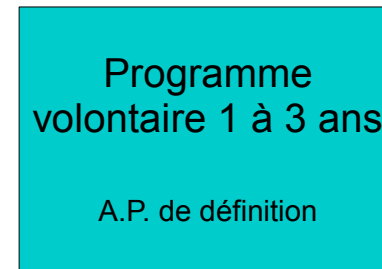 Programme
volontaire 1 à 3 ans
A.P. de définition